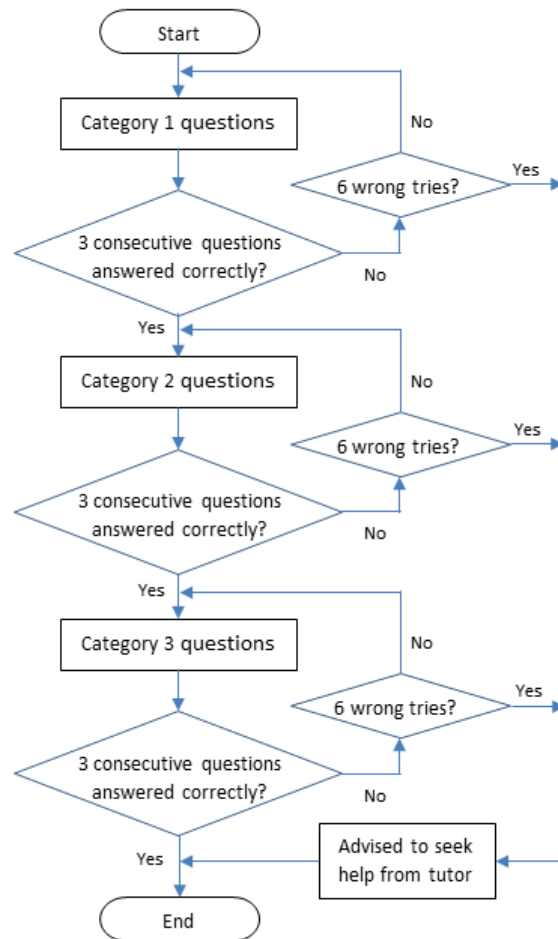 Start
No
Category 1 questions
Yes
6 wrong tries?
3 consecutive questions
answered correctly?
No
Yes
Category 2 questions
No
Yes
6 wrong tries?
3 consecutive questions
answered correctly?
No
Yes
Category 3 questions
No
Yes
6 wrong tries?
3 consecutive questions
answered correctly?
No
Yes
Advised to seek
help from tutor
End